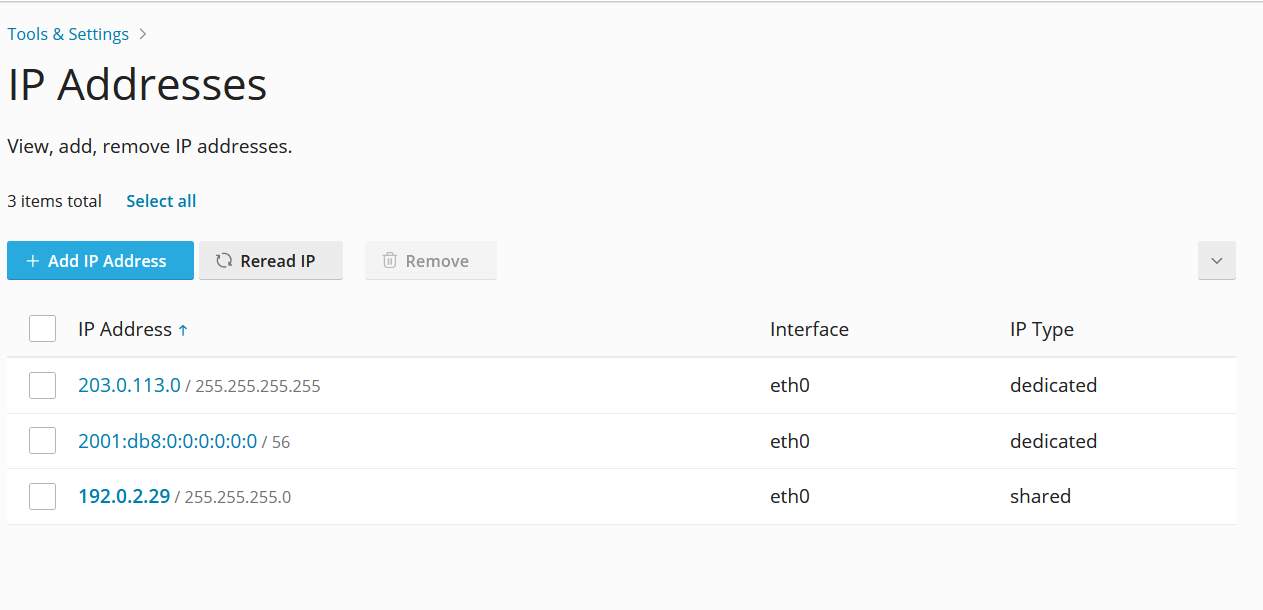 Tools & Settings
IP Addresses
View, add, remove IP addresses.
3 items total Select all
+ Add IP Address Reread IP Remove
IP Address ↑ Interface IP Type
203.0.113.0 / 255.255.255.255 eth0 dedicated
2001:db8:0:0:0:0:0:0 / 56 eth0 dedicated
192.0.2.29 / 255.255.255.0 eth0 shared